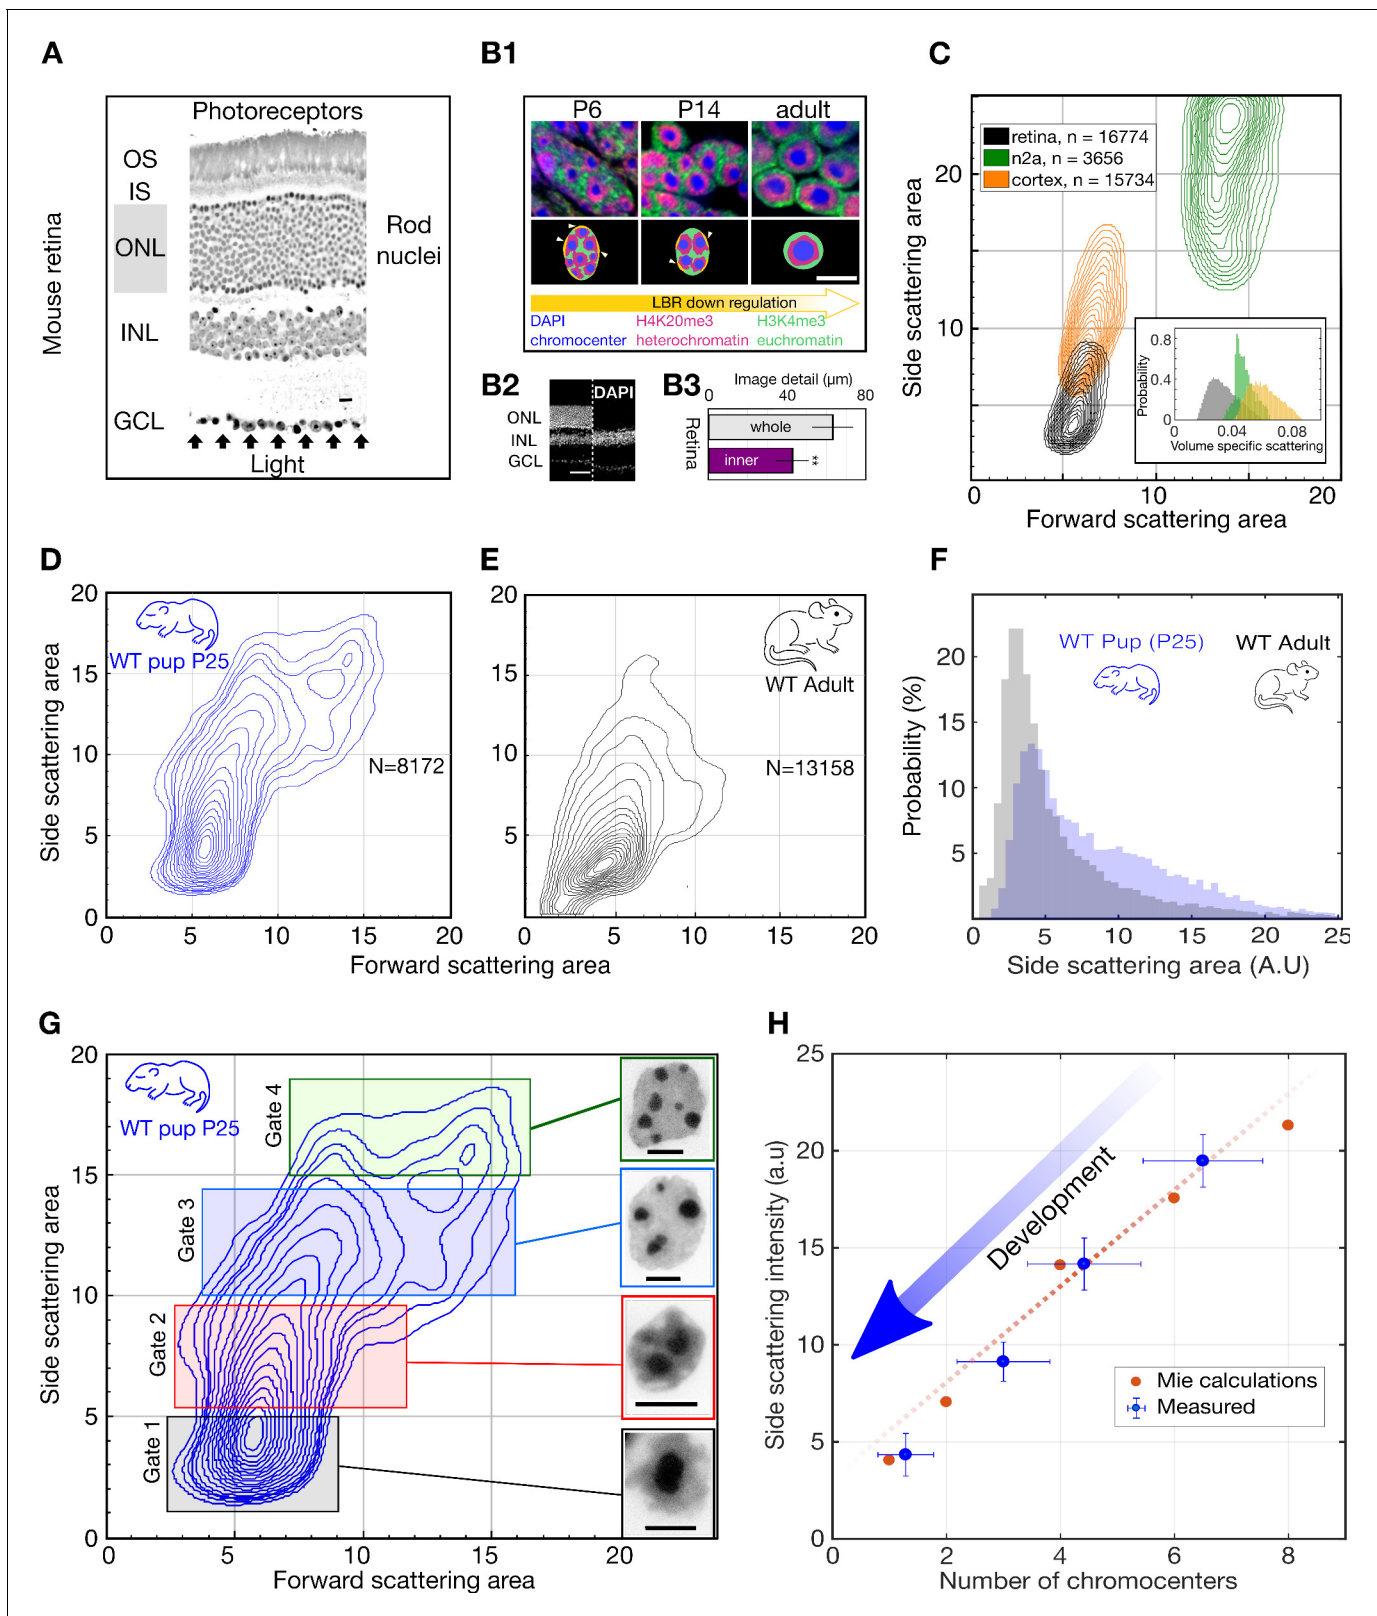 A
Mouse retina
Photoreceptors
OS
IS
ONL
INL
GCL
Rod
nuclei
Light
B1
P6 P14 adult
LBR down regulation
DAPI H4K20me3 H3K4me3
chromocenter heterochromatin euchromatin
B2
DAPI
ONL
INL
GCL
B3
Image detail (µm)
0 40 80
Retina
whole
inner
**
C
retina, n = 16774
n2a, n = 3656
cortex, n = 15734
Side scattering area
20
10
0 10 20
Forward scattering area
Probability
0.8
0.4
0 0.04 0.08
Volume specific scattering
D
WT pup P25
N=8172
Side scattering area
20
15
10
5
0
0 5 10 15 20
E
WT Adult
N=13158
20
15
10
5
0 5 10 15 20
Forward scattering area
F
WT Pup (P25) WT Adult
Probability (%)
20
15
10
5
0 5 10 15 20 25
Side scattering area (A.U)
G
WT pup P25
Gate 4
Gate 3
Gate 2
Gate 1
Side scattering area
20
15
10
5
0
0 5 10 15 20
Forward scattering area
H
Development
Mie calculations
Measured
Side scattering intensity (a.u)
25
20
15
10
5
0
0 2 4 6 8
Number of chromocenters